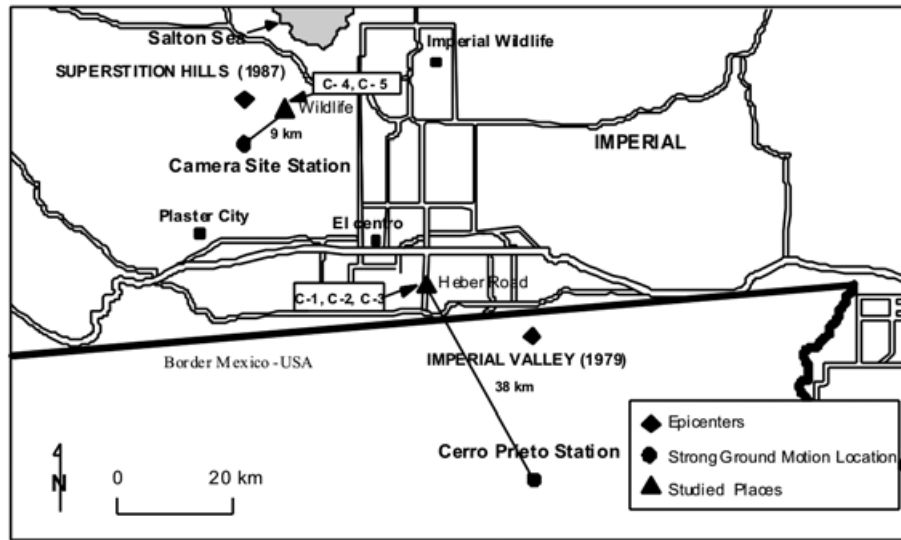 Salton Sea
Imperial Wildlife
SUPERSTITION HILLS (1987)
C- 4, C - 5
Wildlife
9 km
IMPERIAL
Camera Site Station
Plaster City
El centro
C-1, C-2, C-3
Heber Road
Border Mexico -USA
IMPERIAL VALLEY (1979)
38 km
Cerro Prieto Station
Epicenters
Strong Ground Motion Location
Studied Places
4
N
0 20 km